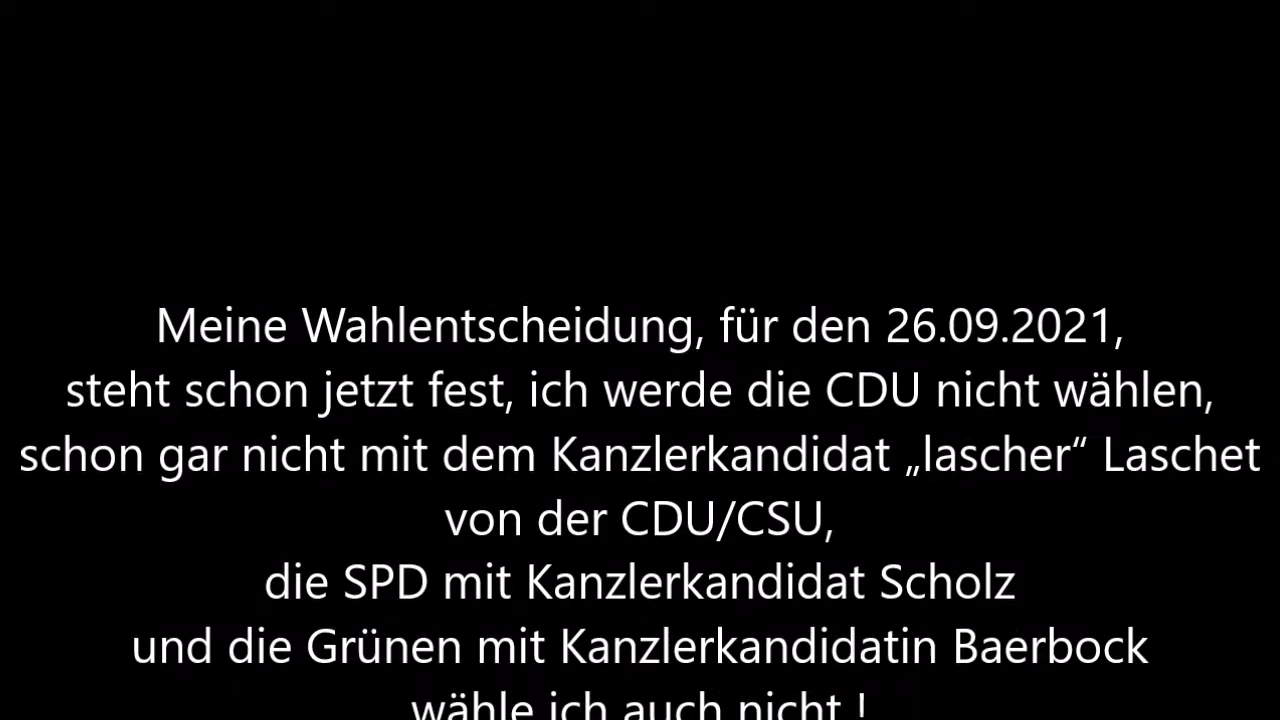 Meine Wahlentscheidung, für den 26.09.2021,
steht schon jetzt fest, ich werde die CDU nicht wählen,
schon gar nicht mit dem Kanzlerkandidat „lascher“ Laschet
von der CDU/CSU,
die SPD mit Kanzlerkandidat Scholz
und die Grünen mit Kanzlerkandidatin Baerbock
wähle ich auch nicht !